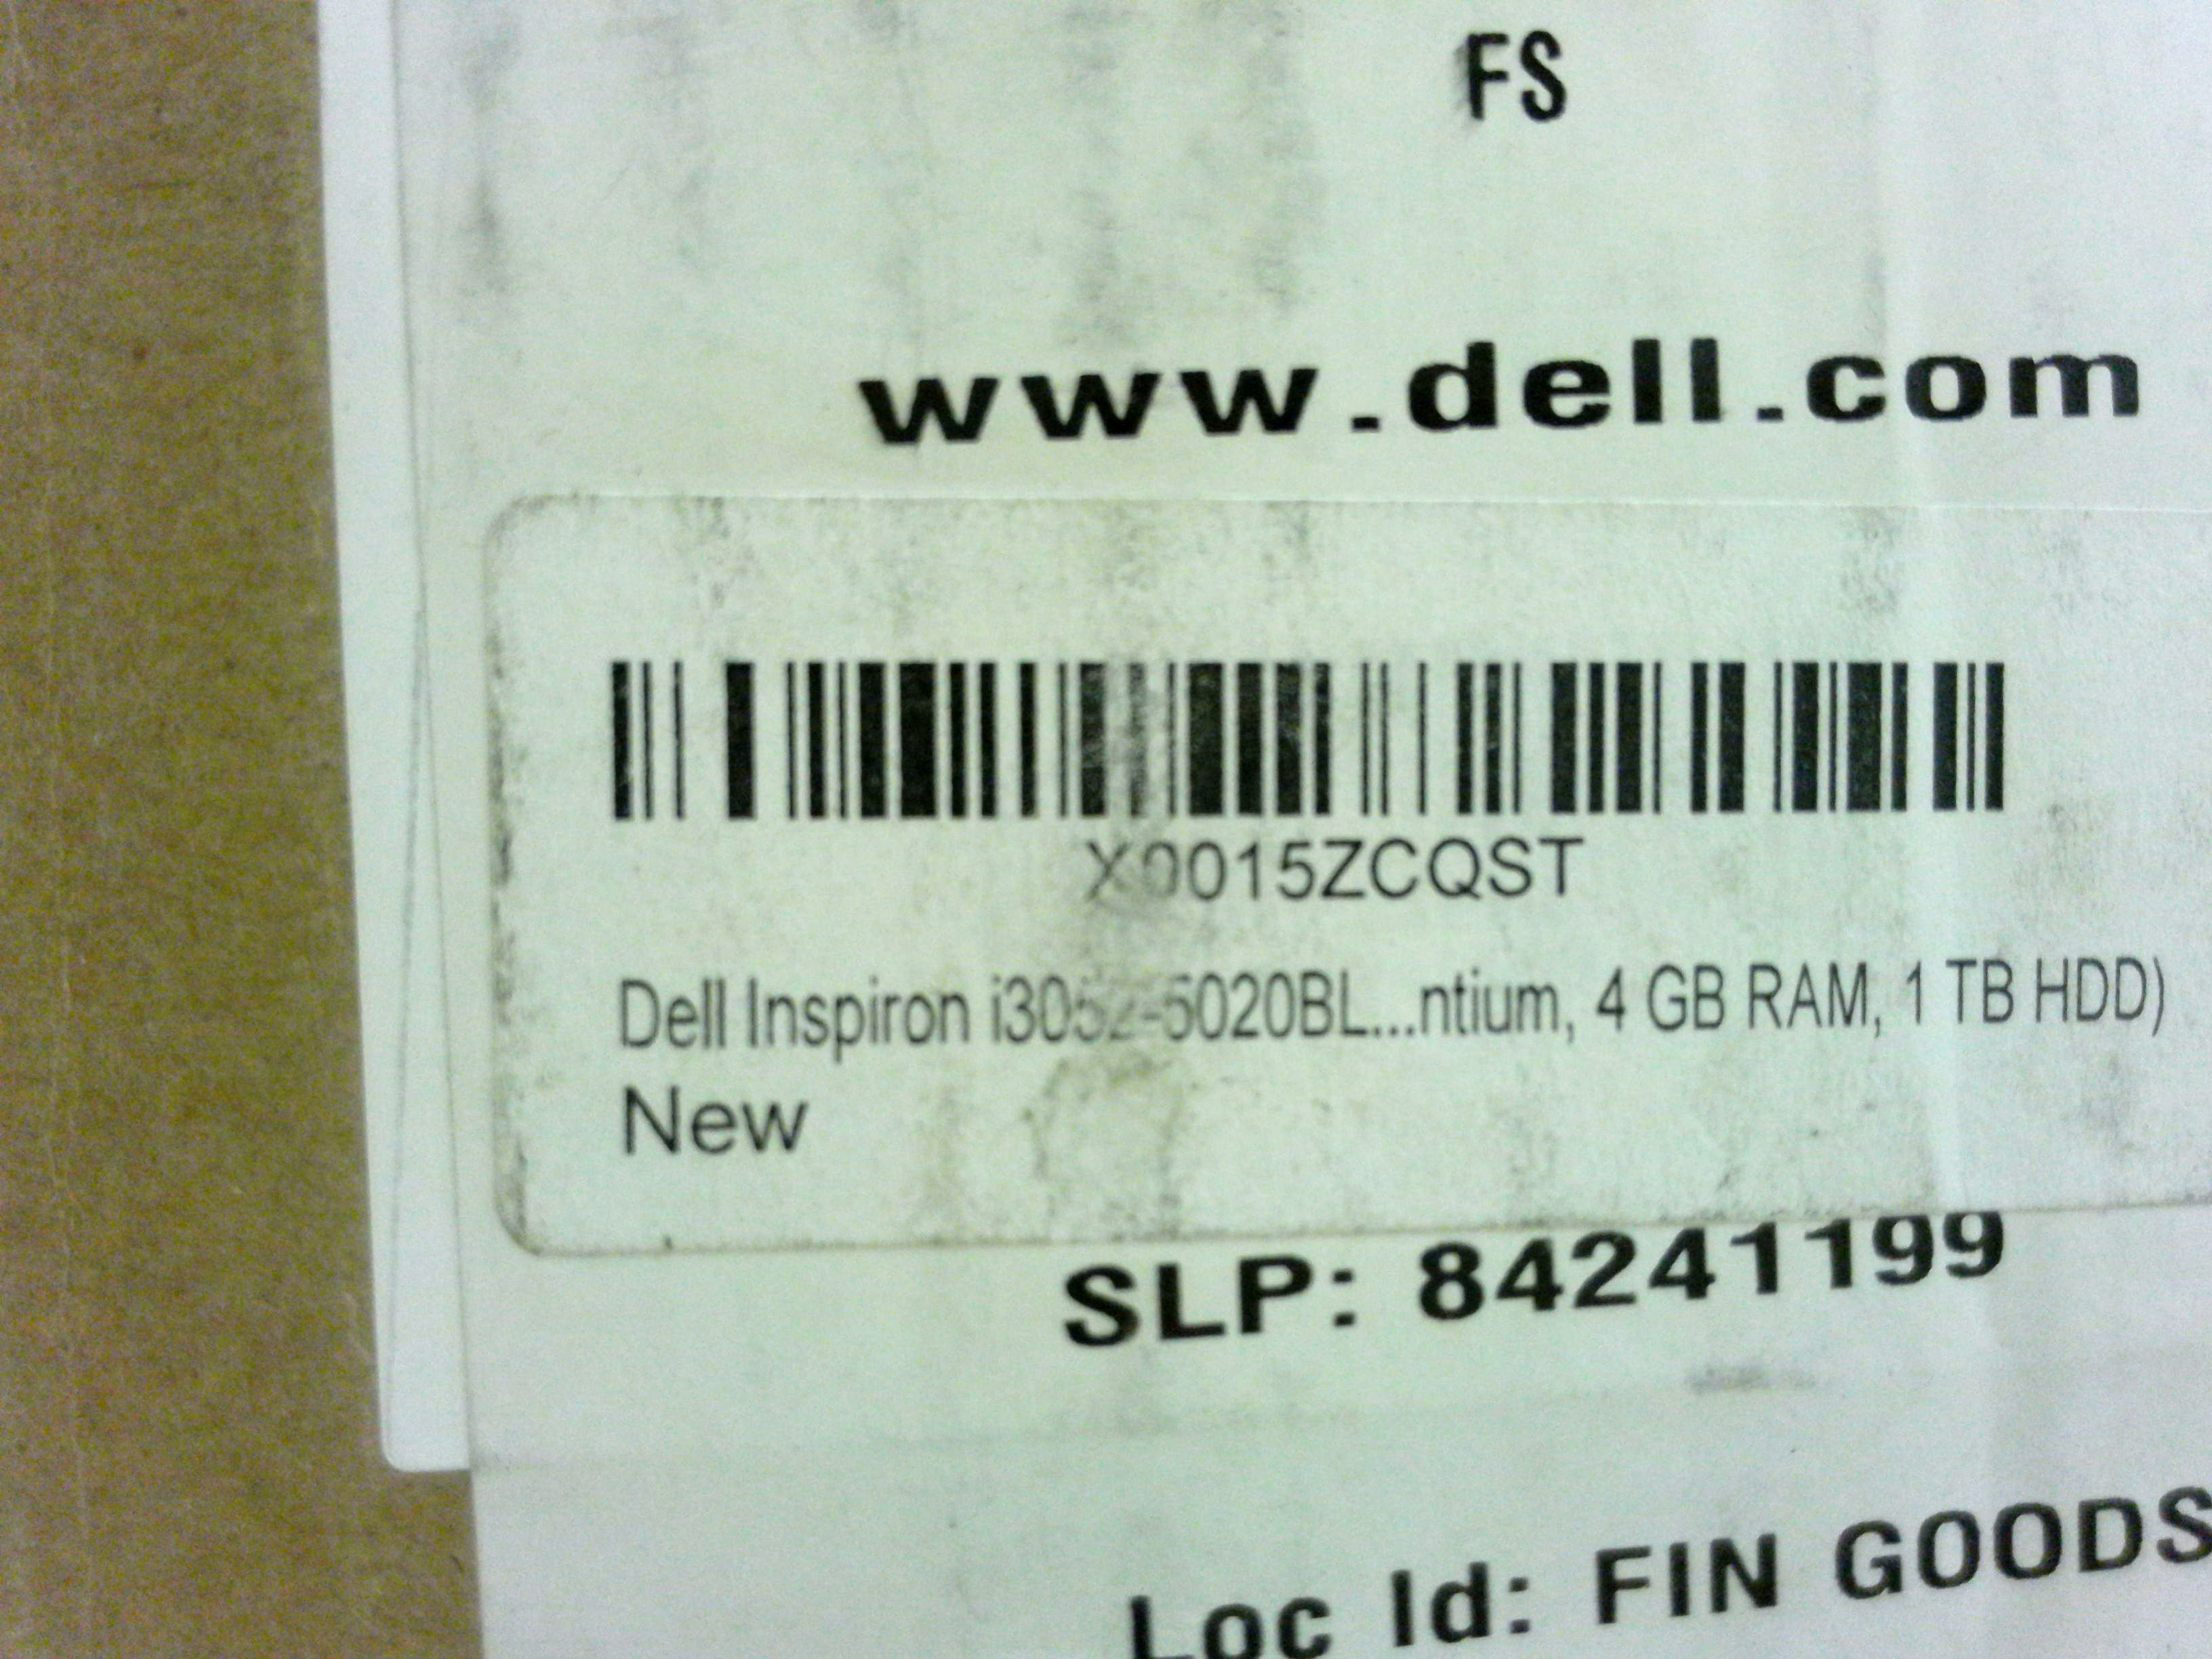 FS
www.dell.com
X0015ZCQST
Dell Inspiron i3052-5020BL...ntium, 4 GB RAM, 1 TB HDD)
New
SLP: 84241199
Loc Id: FIN GOODS